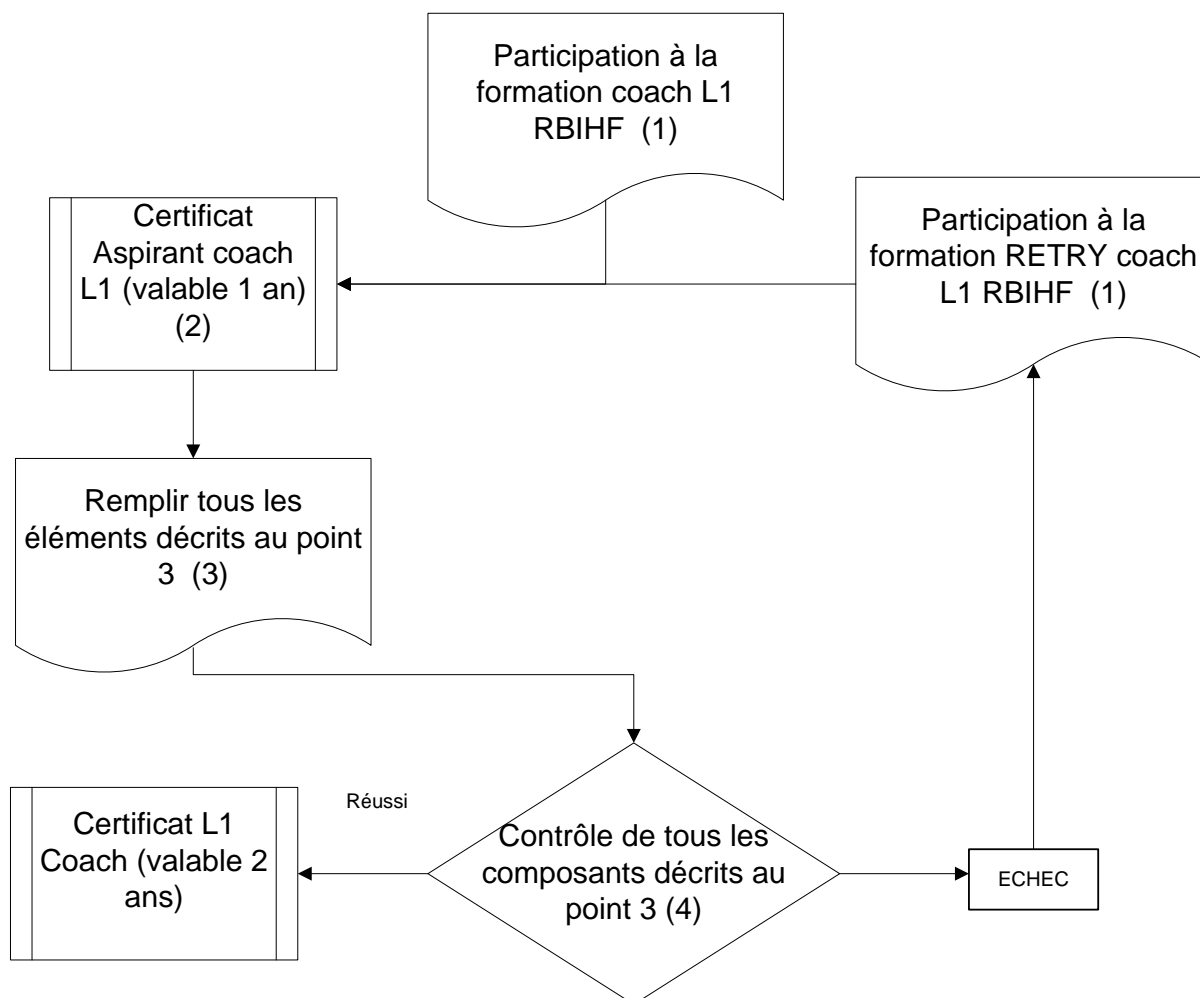 Participation à la
formation coach L1
RBIHF (1)
Certificat
Aspirant coach
L1 (valable 1 an)
(2)
Participation à la
formation RETRY coach
L1 RBIHF (1)
Remplir tous les
éléments décrits au point
3 (3)
Réussi
Certificat L1
Coach (valable 2
ans)
Contrôle de tous les
composants décrits au
point 3 (4)
ECHEC